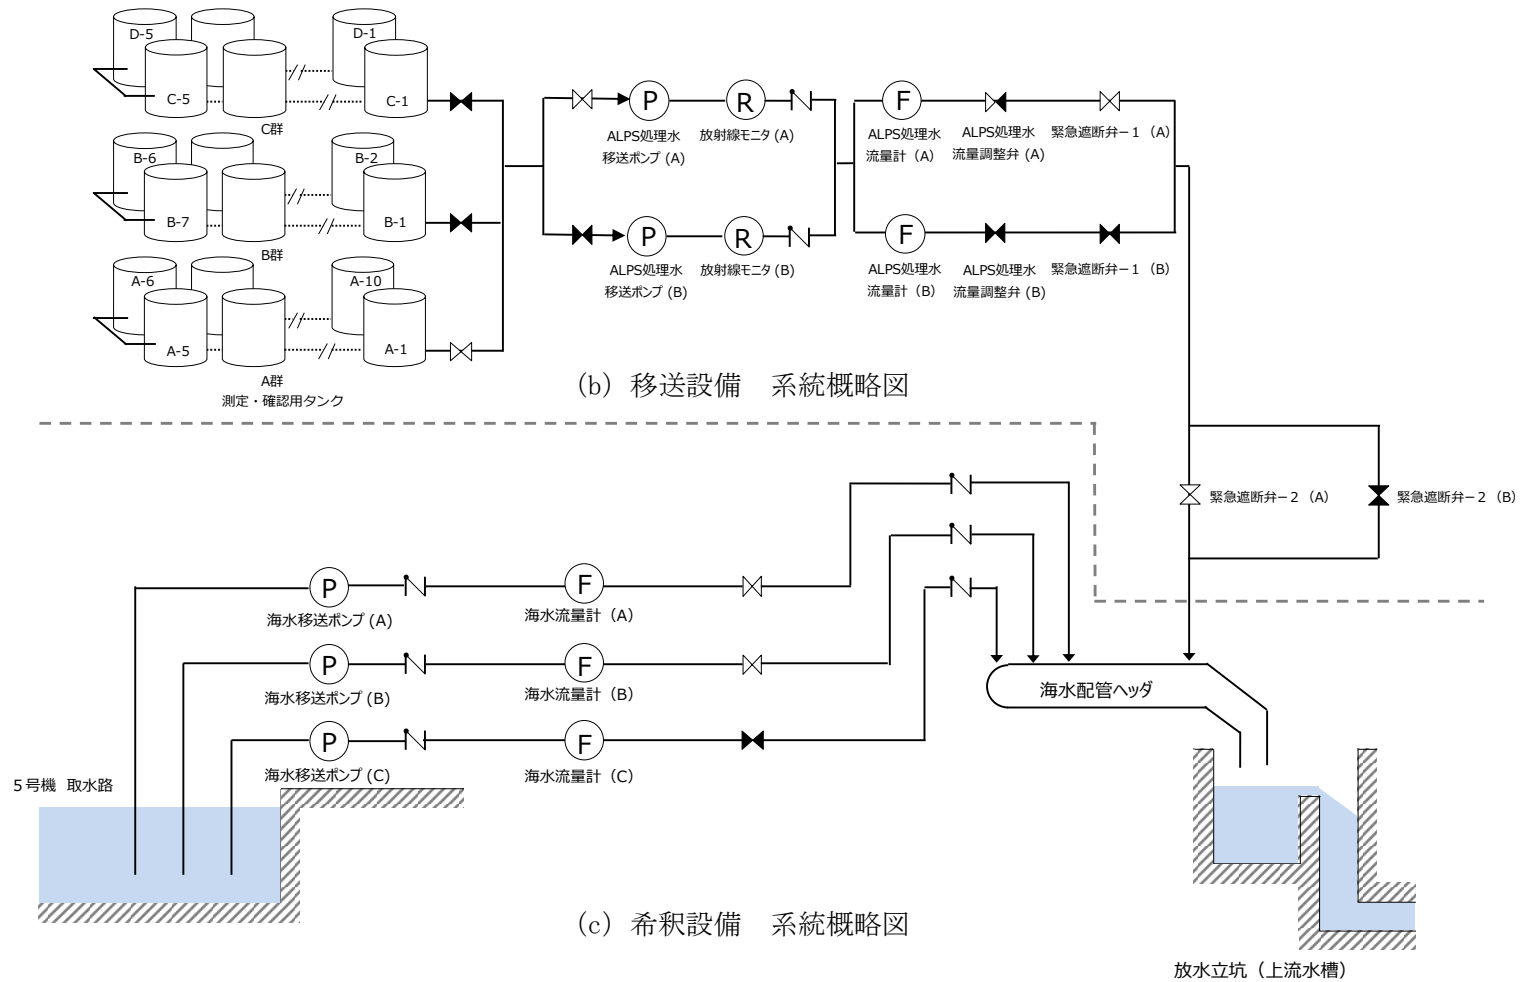 D-5
D-1
C-5
C-1
C群
B-6
B-2
B-7
B-1
B群
A-6
A-10
A-5
A-1
A群
測定・確認用タンク
P
ALPS処理水
移送ポンプ (A)
R
放射線モニタ (A)
F
ALPS処理水
流量計（A）
ALPS処理水
流量調整弁 (A)
緊急遮断弁－1（A）
P
ALPS処理水
移送ポンプ (B)
R
放射線モニタ (B)
F
ALPS処理水
流量計（B）
ALPS処理水
流量調整弁 (B)
緊急遮断弁－1（B）
(b) 移送設備　系統概略図
緊急遮断弁－2（A）
緊急遮断弁－2（B）
P
海水移送ポンプ (A)
F
海水流量計（A）
P
海水移送ポンプ (B)
F
海水流量計（B）
P
海水移送ポンプ (C)
F
海水流量計（C）
海水配管ヘッダ
5号機 取水路
(c) 希釈設備　系統概略図
放水立坑（上流水槽）